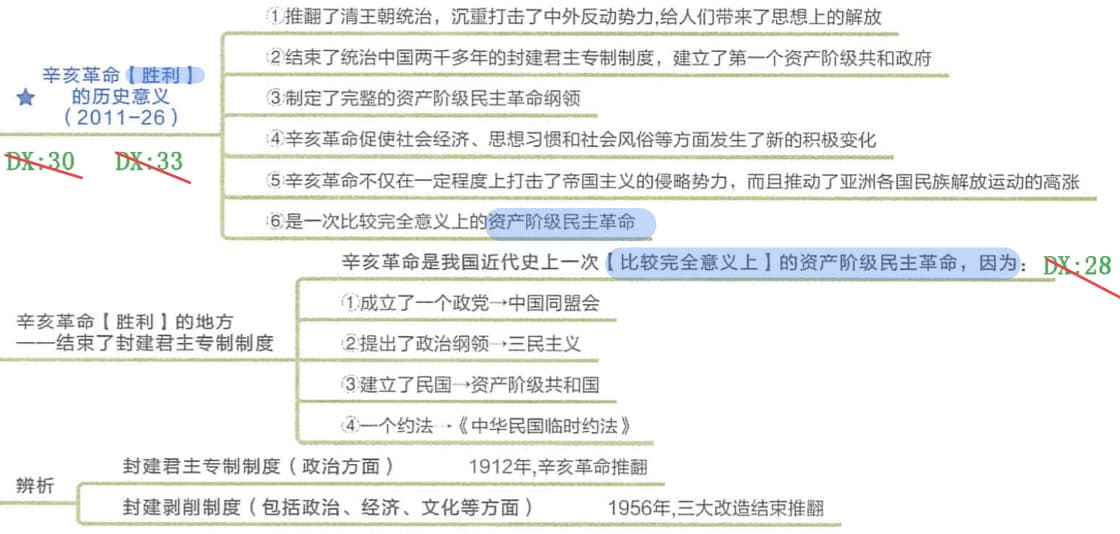 ①推翻了清王朝统治，沉重打击了中外反动势力,给人们带来了思想上的解放
②结束了统治中国两千多年的封建君主专制制度，建立了第一个资产阶级共和政府
辛亥革命【胜利】
的历史意义
（2011-26）
③制定了完整的资产阶级民主革命纲领
④辛亥革命促使社会经济、思想习惯和社会风俗等方面发生了新的积极变化
DX:30 DX:33
⑤辛亥革命不仅在一定程度上打击了帝国主义的侵略势力，而且推动了亚洲各国民族解放运动的高涨
⑥是一次比较完全意义上的资产阶级民主革命
辛亥革命是我国近代史上一次【比较完全意义上】的资产阶级民主革命，因为： DX:28
①成立了一个政党→中国同盟会
辛亥革命【胜利】的地方
——结束了封建君主专制制度
②提出了政治纲领→三民主义
③建立了民国→资产阶级共和国
④一个约法→《中华民国临时约法》
辨析
封建君主专制制度（政治方面） 1912年,辛亥革命推翻
封建剥削制度（包括政治、经济、文化等方面） 1956年,三大改造结束推翻